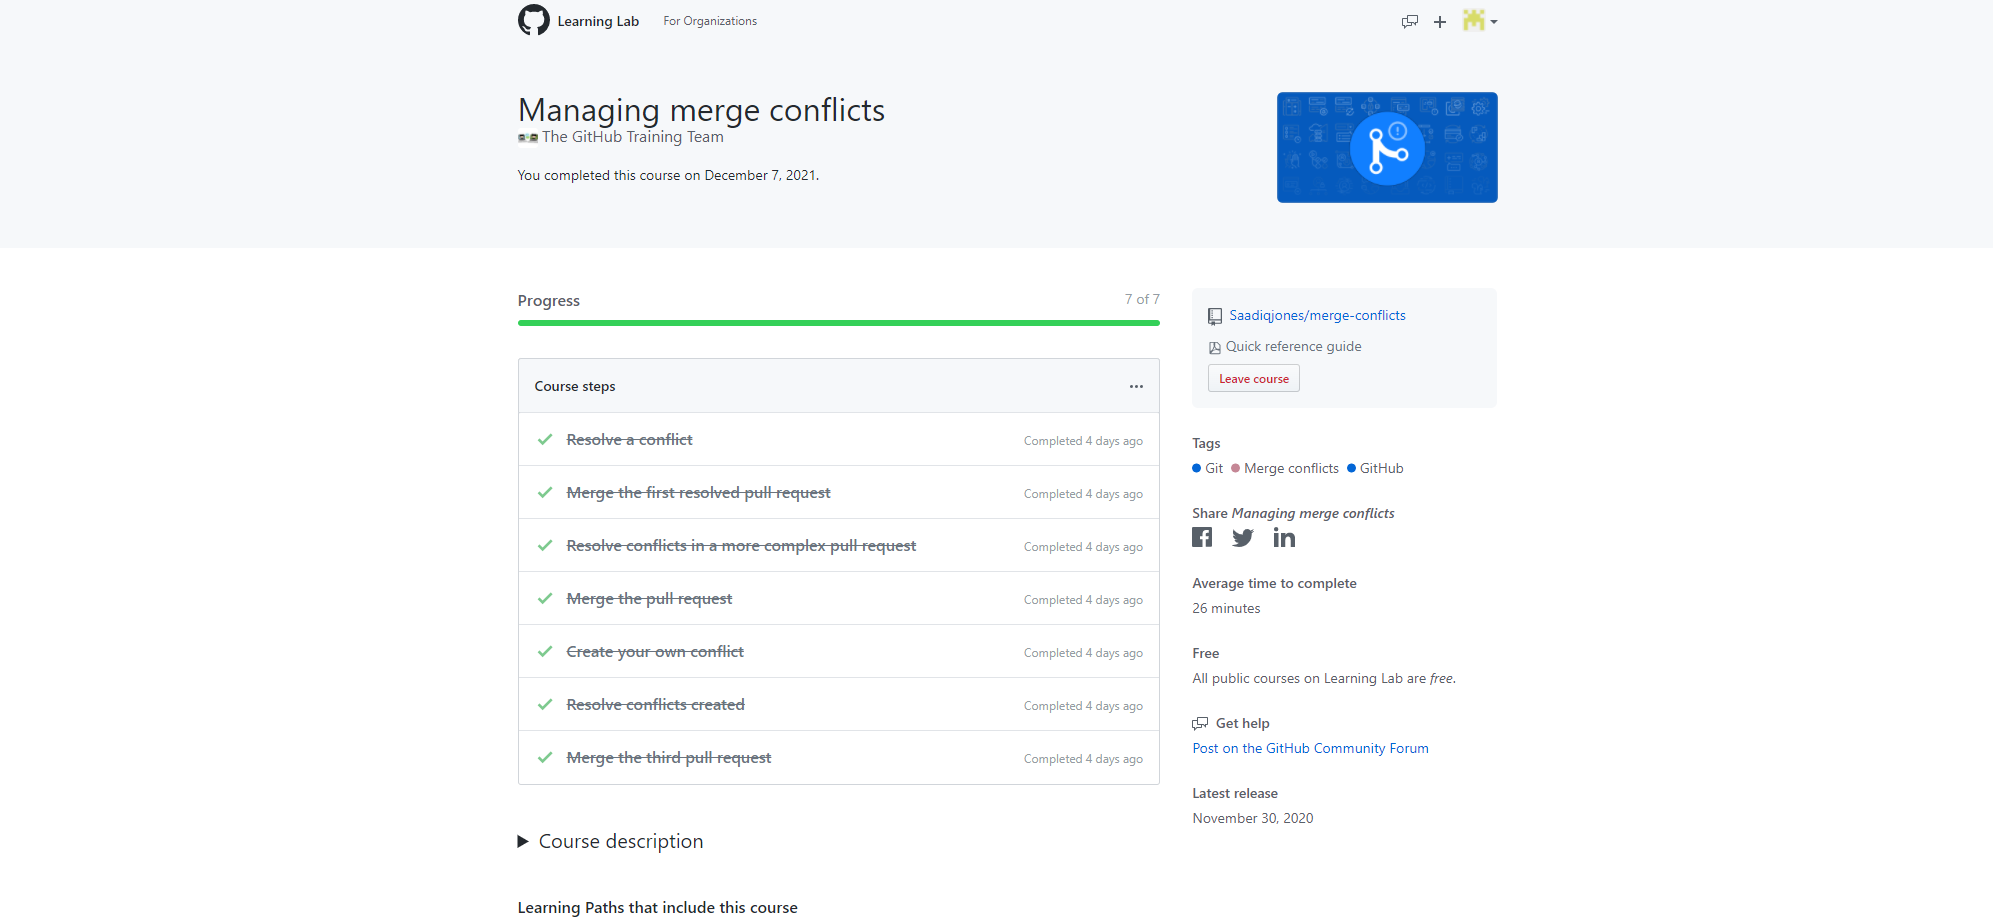 Learning Lab
For Organizations
Managing merge conflicts
The GitHub Training Team
You completed this course on December 7, 2021.
Progress
7 of 7
Course steps
Resolve a conflict
Completed 4 days ago
Merge the first resolved pull request
Completed 4 days ago
Resolve conflicts in a more complex pull request
Completed 4 days ago
Merge the pull request
Completed 4 days ago
Create your own conflict
Completed 4 days ago
Resolve conflicts created
Completed 4 days ago
Merge the third pull request
Completed 4 days ago
Course description
Learning Paths that include this course
Saadiqjones/merge-conflicts
Quick reference guide
Leave course
Tags
Git Merge conflicts GitHub
Share Managing merge conflicts
Average time to complete
26 minutes
Free
All public courses on Learning Lab are free.
Get help
Post on the GitHub Community Forum
Latest release
November 30, 2020